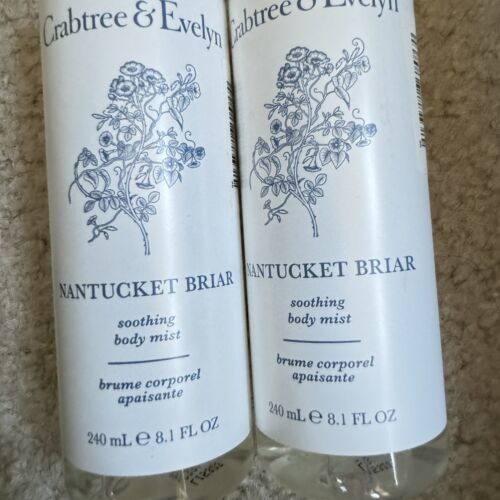 Crabtree & Evelyn
NANTUCKET BRIAR
soothing
body mist
brume corporel
apaisante
240 mL e 8.1 FL OZ
Crabtree & Evelyn
NANTUCKET BRIAR
soothing
body mist
brume corporel
apaisante
240 mL e 8.1 FL OZ